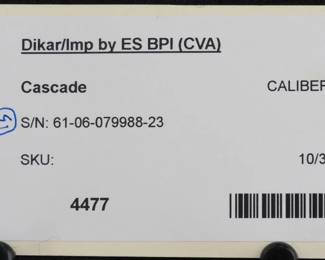 Dikar/Imp by ES BPI (CVA)
Cascade CALIBER
S/N: 61-06-079988-23
SKU: 10/3
4477